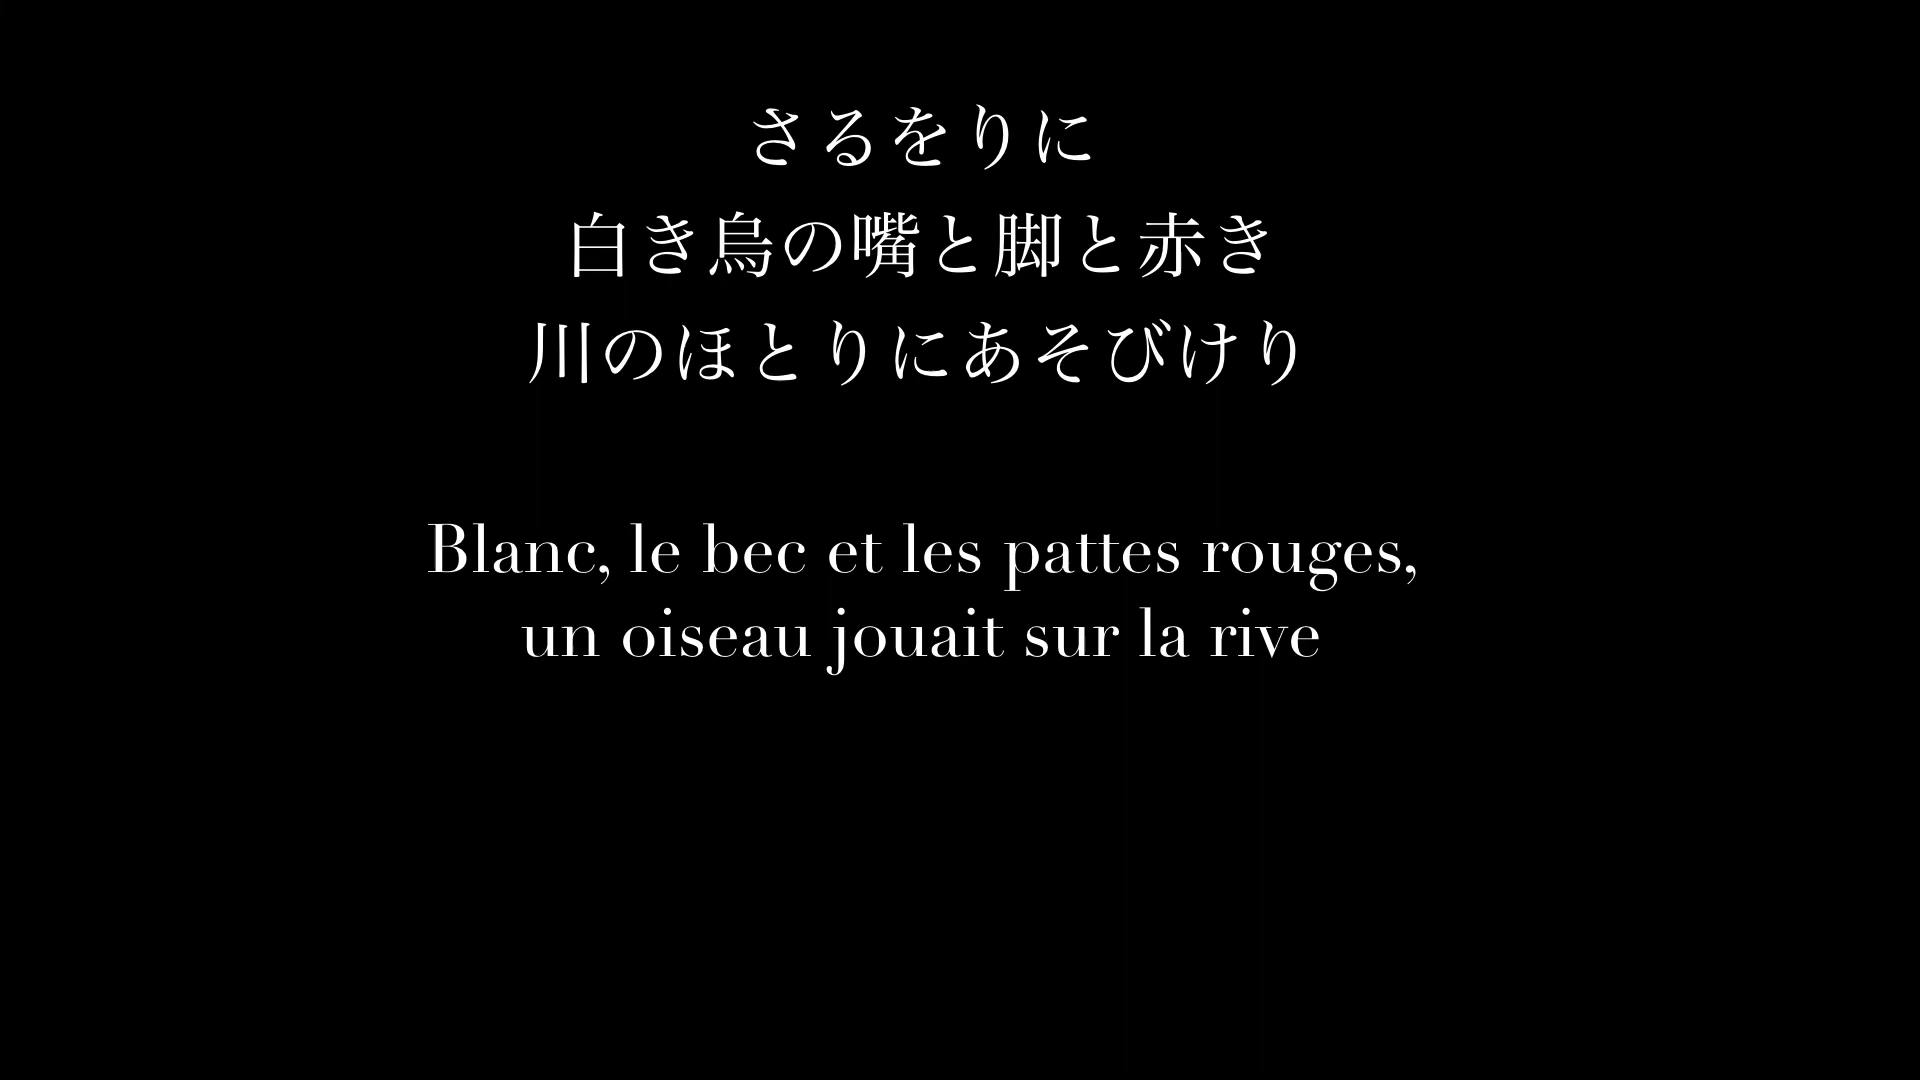 さるをりに
白き烏の嘴と脚と赤き
川のほとりにあそびけり
Blanc, le bec et les pattes rouges,
un oiseau jouait sur la rive